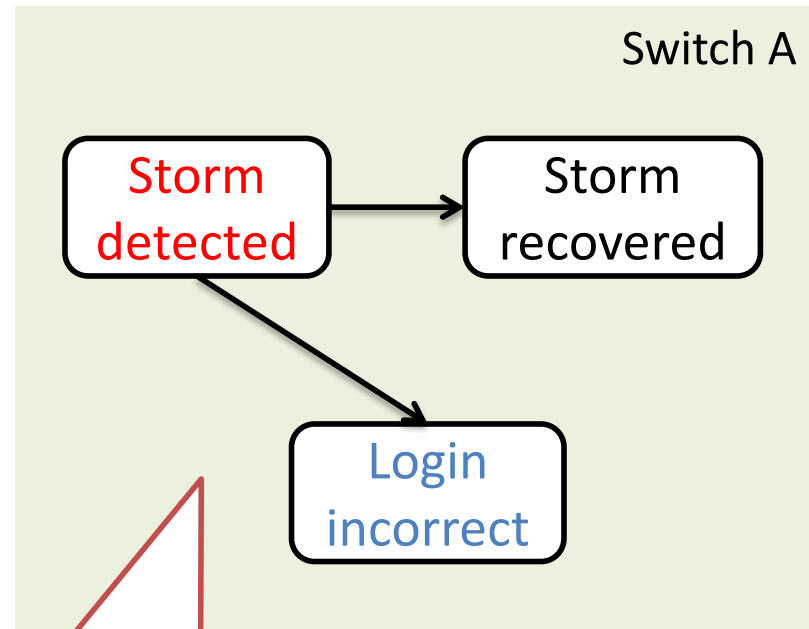 Switch A
Storm
detected
Storm
recovered
Login
incorrect